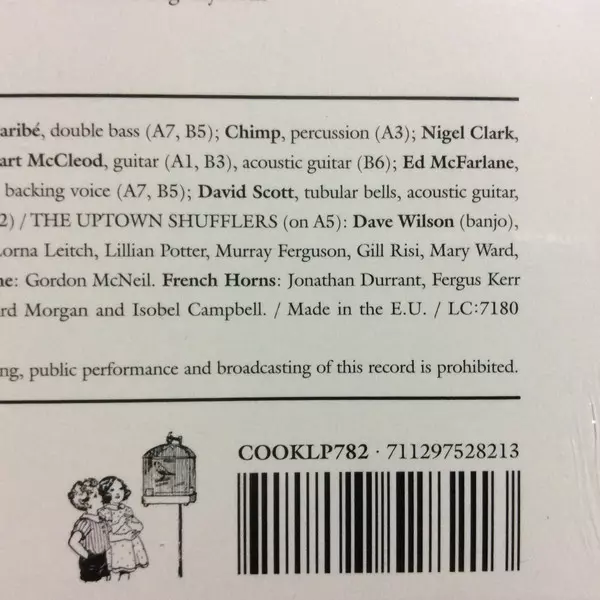 aribé, double bass (A7, B5); Chimp, percussion (A3); Nigel Clark,
art McCleod, guitar (A1, B3), acoustic guitar (B6); Ed McFarlane,
backing voice (A7, B5); David Scott, tubular bells, acoustic guitar,
2) / THE UPTOWN SHUFFLERS (on A5): Dave Wilson (banjo),
Lorna Leitch, Lillian Potter, Murray Ferguson, Gill Risi, Mary Ward,
ne: Gordon McNeil. French Horns: Jonathan Durrant, Fergus Kerr
rd Morgan and Isobel Campbell. / Made in the E.U. / LC:7180
ng, public performance and broadcasting of this record is prohibited.
COOKLP782 · 711297528213